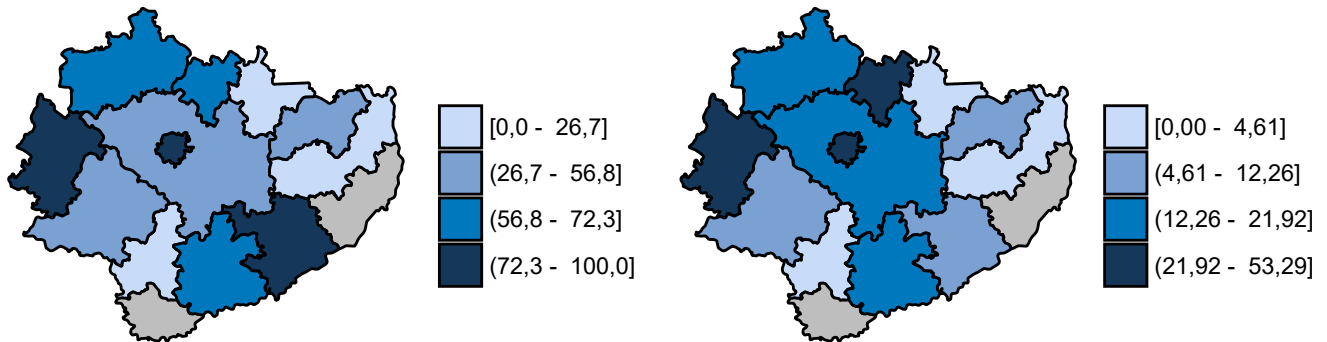 [0,0 - 26,7]
(26,7 - 56,8]
(56,8 - 72,3]
(72,3 - 100,0]
[0,00 - 4,61]
(4,61 - 12,26]
(12,26 - 21,92]
(21,92 - 53,29]